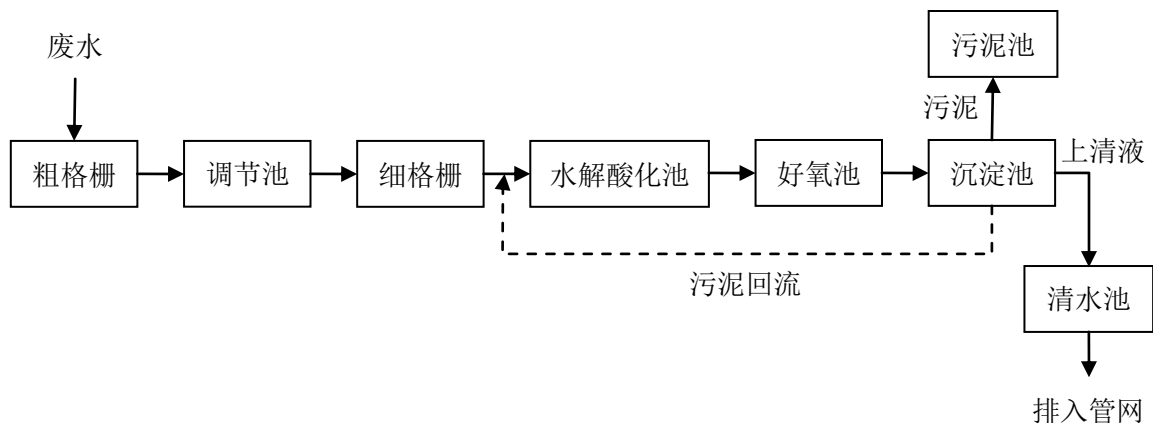 污泥池
废水
污泥
粗格栅
调节池
细格栅
水解酸化池
好氧池
沉淀池
上清液
污泥回流
清水池
排入管网